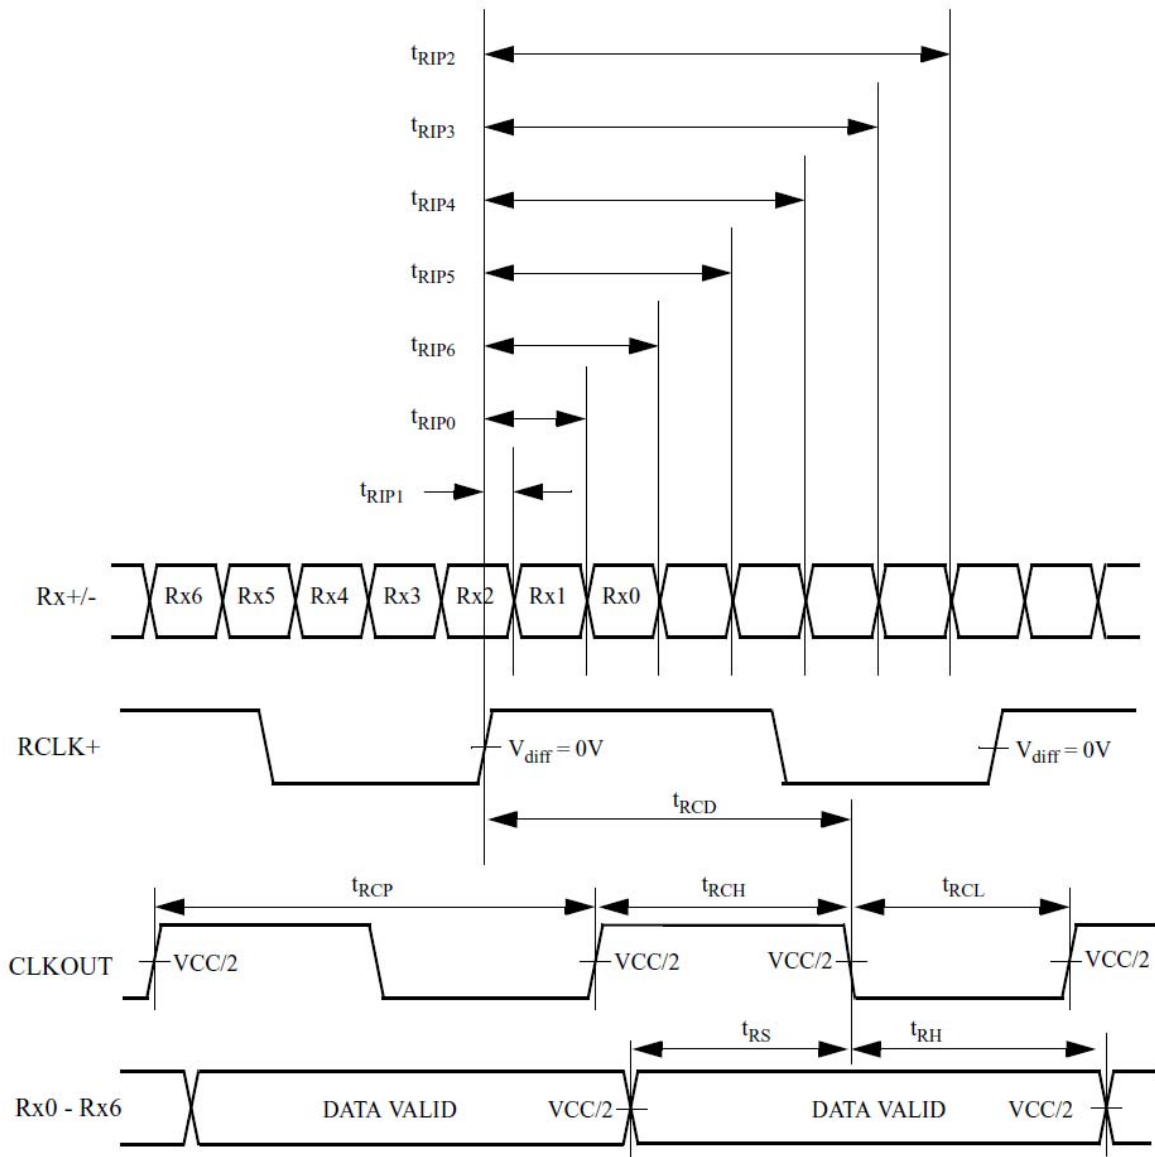 tRIP2
tRIP3
tRIP4
tRIP5
tRIP6
tRIP0
tRIP1
Rx+/- Rx6 Rx5 Rx4 Rx3 Rx2 Rx1 Rx0
RCLK+ Vdiff = 0V Vdiff = 0V
tRCD
tRCP tRCH tRCL
CLKOUT VCC/2 VCC/2 VCC/2 VCC/2
tRS tRH
Rx0 - Rx6 DATA VALID VCC/2 DATA VALID VCC/2